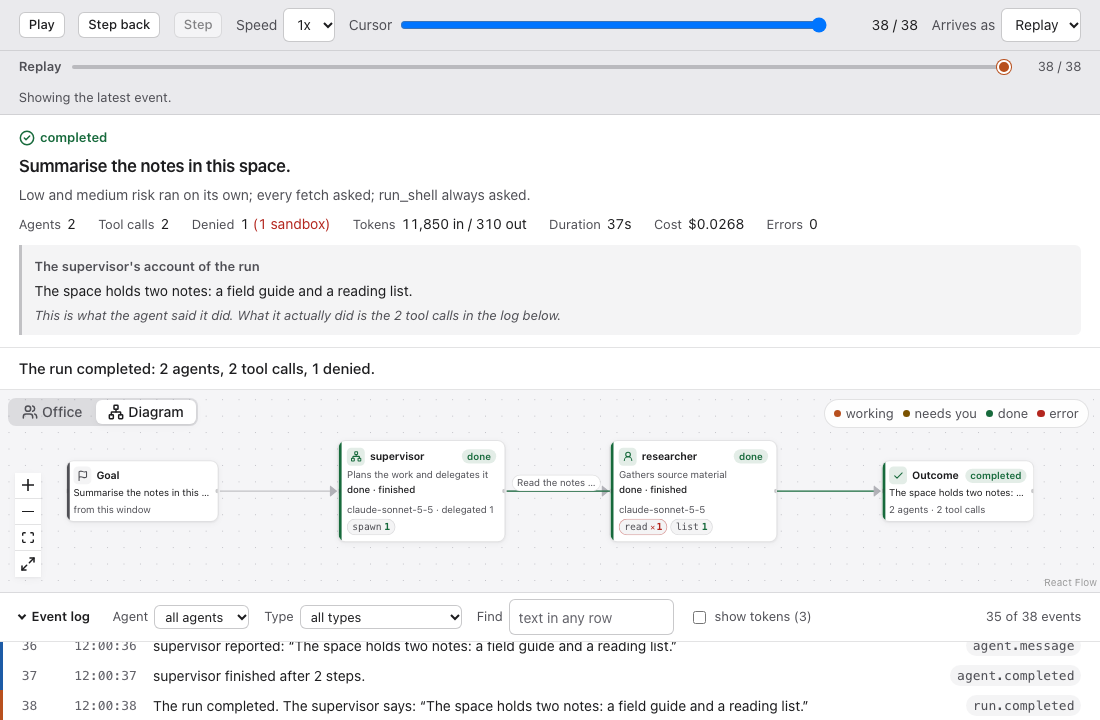 Play Step back Step Speed 1x Cursor 38 / 38 Arrives as Replay
Replay 38 / 38
Showing the latest event.
completed
Summarise the notes in this space.
Low and medium risk ran on its own; every fetch asked; run_shell always asked.
Agents 2 Tool calls 2 Denied 1 (1 sandbox) Tokens 11,850 in / 310 out Duration 37s Cost $0.0268 Errors 0
The supervisor's account of the run
The space holds two notes: a field guide and a reading list.
This is what the agent said it did. What it actually did is the 2 tool calls in the log below.
The run completed: 2 agents, 2 tool calls, 1 denied.
Office Diagram
working needs you done error
Goal
Summarise the notes in this ...
from this window
supervisor done
Plans the work and delegates it
done · finished
claude-sonnet-5-5 · delegated 1
spawn 1
Read the notes ...
researcher done
Gathers source material
done · finished
claude-sonnet-5-5
read ×1 list 1
Outcome completed
The space holds two notes: ...
2 agents · 2 tool calls
React Flow
Event log Agent all agents Type all types Find text in any row show tokens (3) 35 of 38 events
36 12:00:36 supervisor reported: “The space holds two notes: a field guide and a reading list.” agent.message
37 12:00:37 supervisor finished after 2 steps. agent.completed
38 12:00:38 The run completed. The supervisor says: “The space holds two notes: a field guide and a reading list.” run.completed